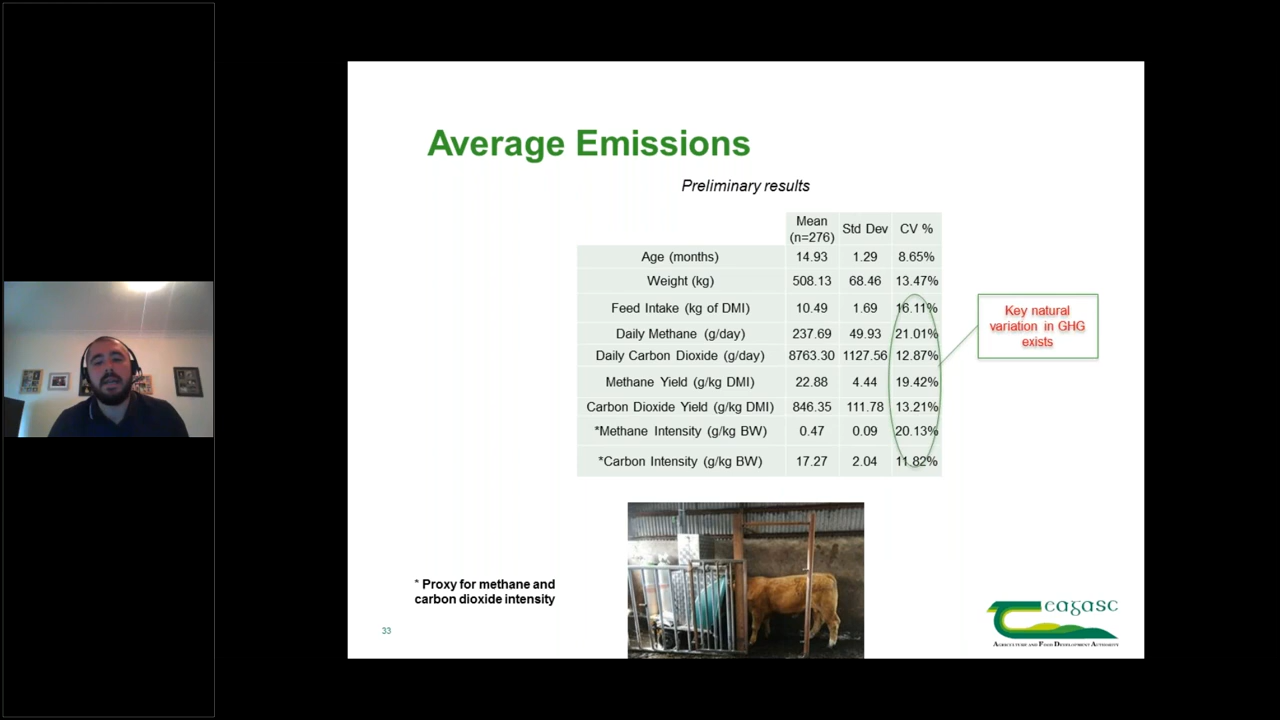 Average Emissions
Preliminary results
Mean (n=276) Std Dev CV %
Age (months) 14.93 1.29 8.65%
Weight (kg) 508.13 68.46 13.47%
Feed Intake (kg of DMI) 10.49 1.69 16.11%
Daily Methane (g/day) 237.69 49.93 21.01%
Daily Carbon Dioxide (g/day) 8763.30 1127.56 12.87%
Methane Yield (g/kg DMI) 22.88 4.44 19.42%
Carbon Dioxide Yield (g/kg DMI) 846.35 111.78 13.21%
*Methane Intensity (g/kg BW) 0.47 0.09 20.13%
*Carbon Intensity (g/kg BW) 17.27 2.04 11.82%
Key natural
variation in GHG
exists
* Proxy for methane and
carbon dioxide intensity
33
eagasc
AGRICULTURE AND FOOD DEVELOPMENT AUTHORITY